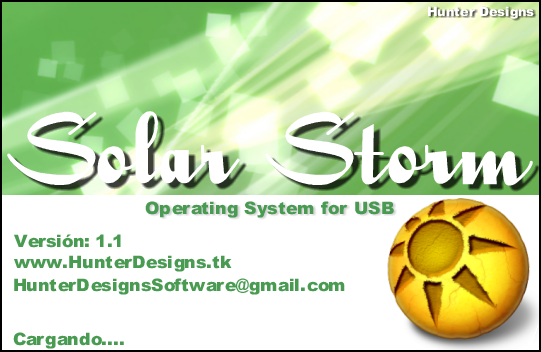 Hunter Designs
Solar Storm
Operating System for USB
Versión: 1.1
www.HunterDesigns.tk
HunterDesignsSoftware@gmail.com
Cargando....